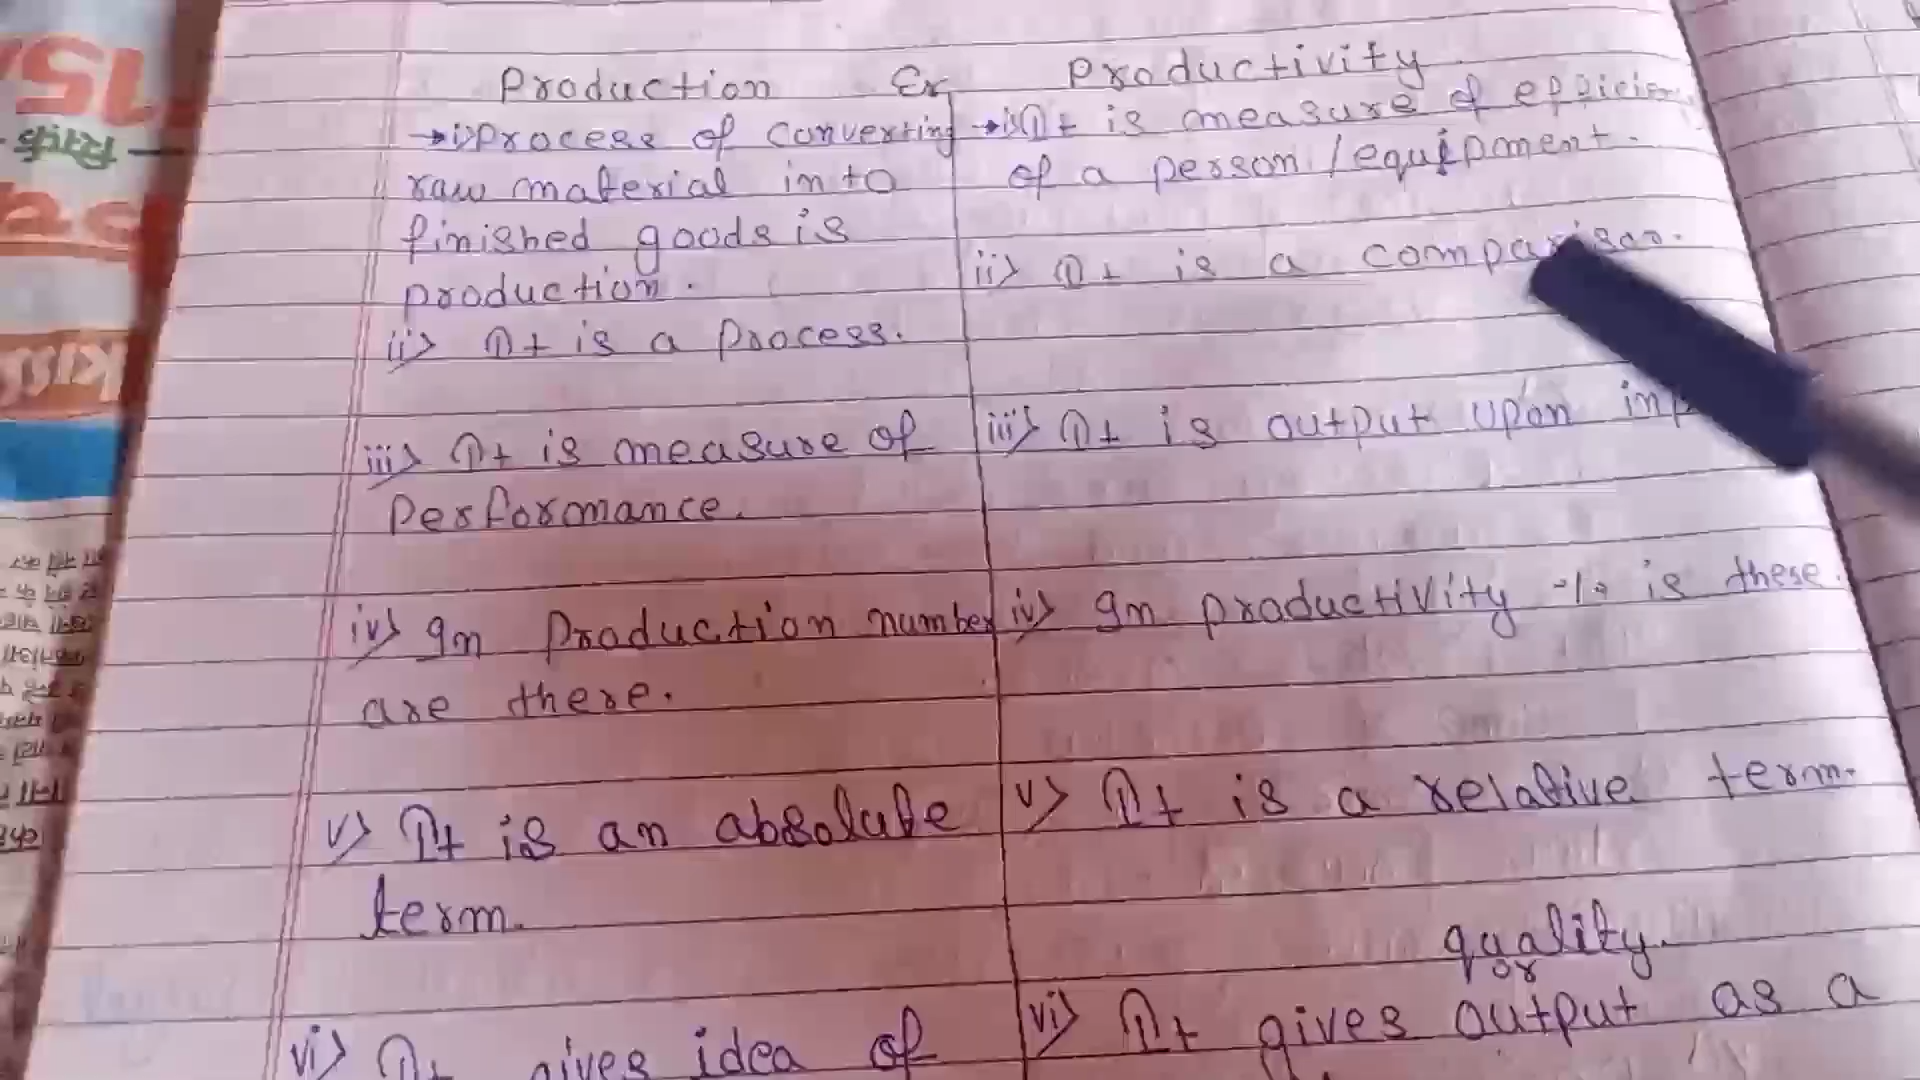 Production & Productivity
→i> Process of converting
raw material into
finished goods is
production.
ii> It is a Process.
iii> It is measure of
Performance.
iv> In Production number
are there.
v> It is an absolute
term.
vi> It gives idea of
→i> It is measure of
of a person/equipment.
ii> It is a comparison.
iii> It is output upon
iv> In productivity % is there.
v> It is a relative term.
quality
or
vi> It gives output as a
15
KISS